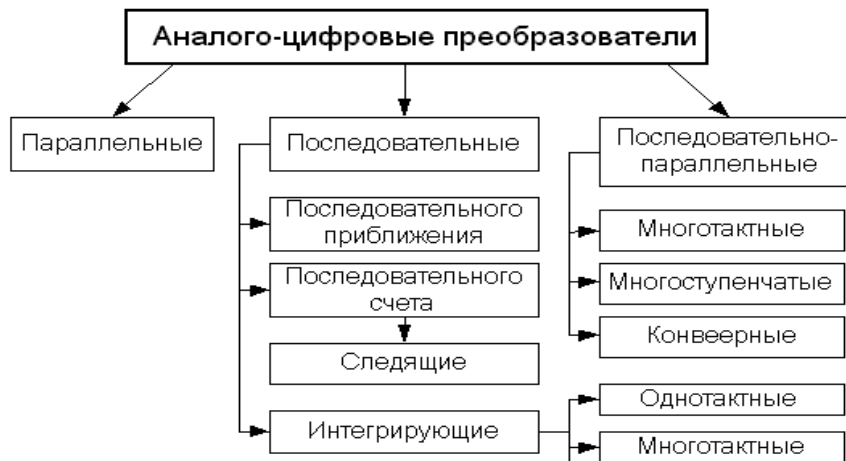 Аналого-цифровые преобразователи
Параллельные
Последовательные
Последовательно-
параллельные
Последовательного
приближения
Последовательного
счета
Следящие
Интегрирующие
Многотактные
Многоступенчатые
Конвеерные
Однотактные
Многотактные